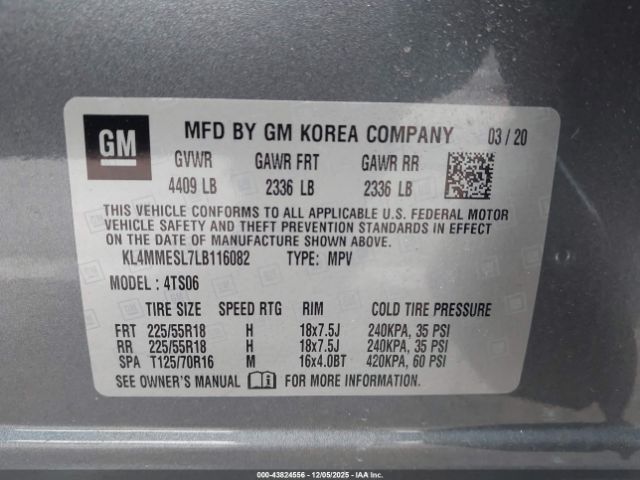 GM MFD BY GM KOREA COMPANY 03 / 20
GVWR GAWR FRT GAWR RR
4409 LB 2336 LB 2336 LB
THIS VEHICLE CONFORMS TO ALL APPLICABLE U.S. FEDERAL MOTOR
VEHICLE SAFETY AND THEFT PREVENTION STANDARDS IN EFFECT
ON THE DATE OF MANUFACTURE SHOWN ABOVE.
KL4MMESL7LB116082 TYPE: MPV
MODEL : 4TS06
TIRE SIZE SPEED RTG RIM COLD TIRE PRESSURE
FRT 225/55R18 H 18x7.5J 240KPA, 35 PSI
RR 225/55R18 H 18x7.5J 240KPA, 35 PSI
SPA T125/70R16 M 16x4.0BT 420KPA, 60 PSI
SEE OWNER'S MANUAL FOR MORE INFORMATION.
000-43824556 - 12/05/2025 - IAA, Inc.